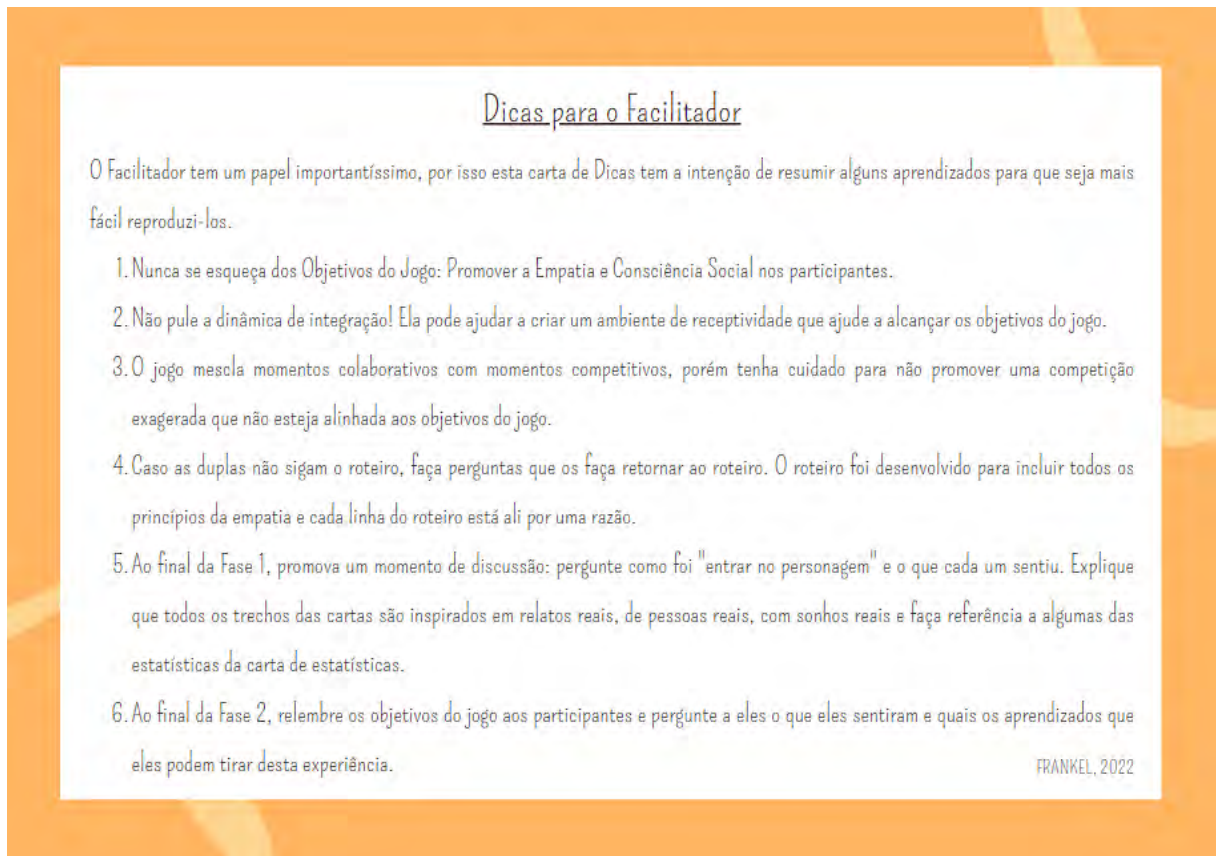 Dicas para o Facilitador
O Facilitador tem um papel importantíssimo, por isso esta carta de Dicas tem a intenção de resumir alguns aprendizados para que seja mais
fácil reproduzi-los.
1. Nunca se esqueça dos Objetivos do Jogo: Promover a Empatia e Consciência Social nos participantes.
2. Não pule a dinâmica de integração! Ela pode ajudar a criar um ambiente de receptividade que ajude a alcançar os objetivos do jogo.
3. O jogo mescla momentos colaborativos com momentos competitivos, porém tenha cuidado para não promover uma competição
exagerada que não esteja alinhada aos objetivos do jogo.
4. Caso as duplas não sigam o roteiro, faça perguntas que os faça retornar ao roteiro. O roteiro foi desenvolvido para incluir todos os
princípios da empatia e cada linha do roteiro está ali por uma razão.
5. Ao final da Fase 1, promova um momento de discussão: pergunte como foi "entrar no personagem" e o que cada um sentiu. Explique
que todos os trechos das cartas são inspirados em relatos reais, de pessoas reais, com sonhos reais e faça referência a algumas das
estatísticas da carta de estatísticas.
6. Ao final da Fase 2, relembre os objetivos do jogo aos participantes e pergunte a eles o que eles sentiram e quais os aprendizados que
eles podem tirar desta experiência.
FRANKEL, 2022